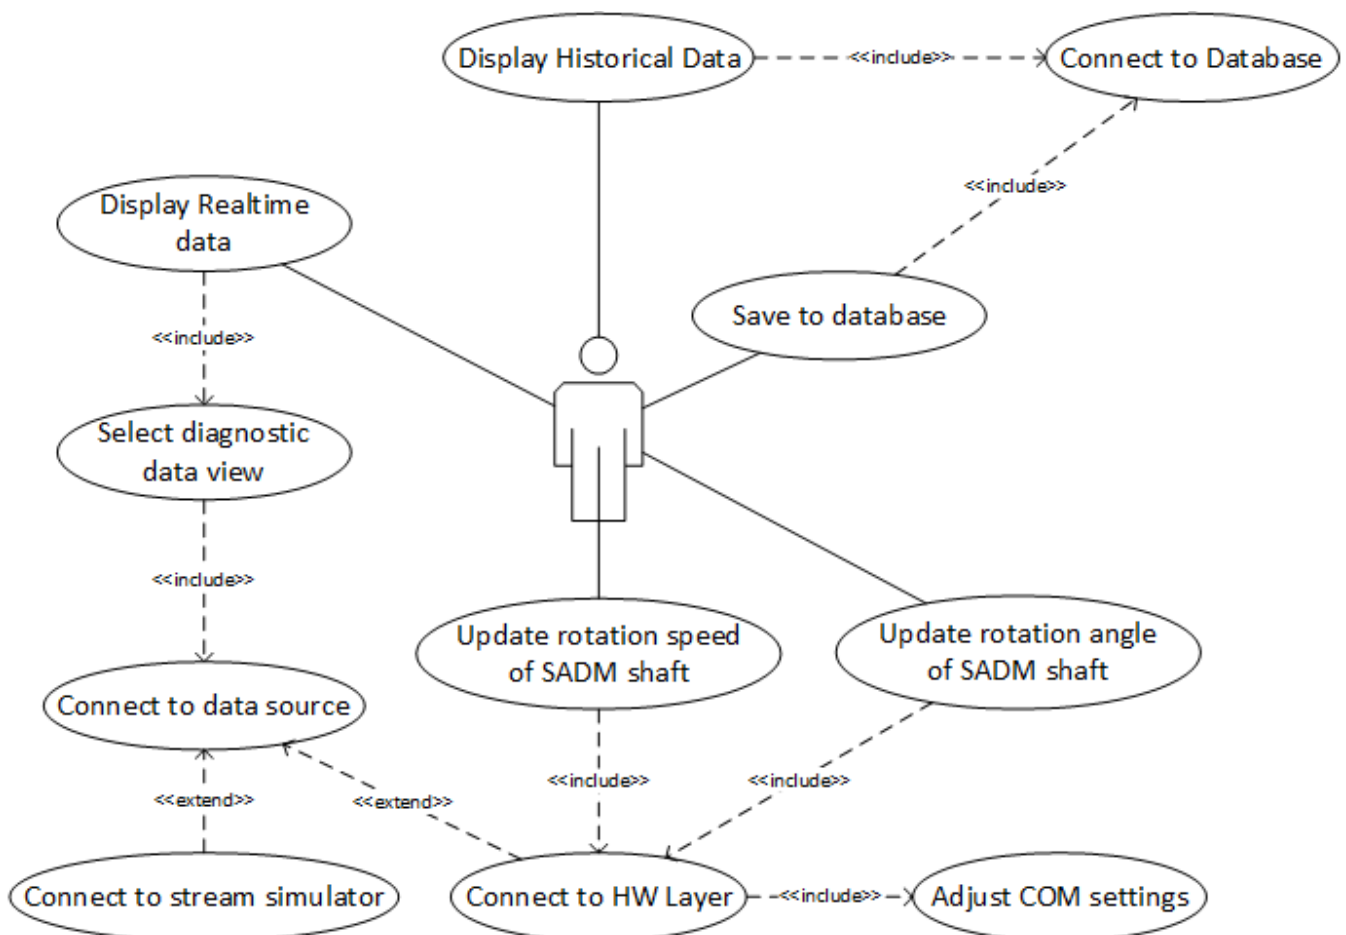 Display Historical Data
<<include>>
Connect to Database
<<include>>
Display Realtime
data
Save to database
<<include>>
Select diagnostic
data view
<<include>>
Update rotation speed
of SADM shaft
Update rotation angle
of SADM shaft
Connect to data source
<<include>>
<<include>>
<<extend>>
<<extend>>
Connect to stream simulator
Connect to HW Layer
<<include>>
Adjust COM settings